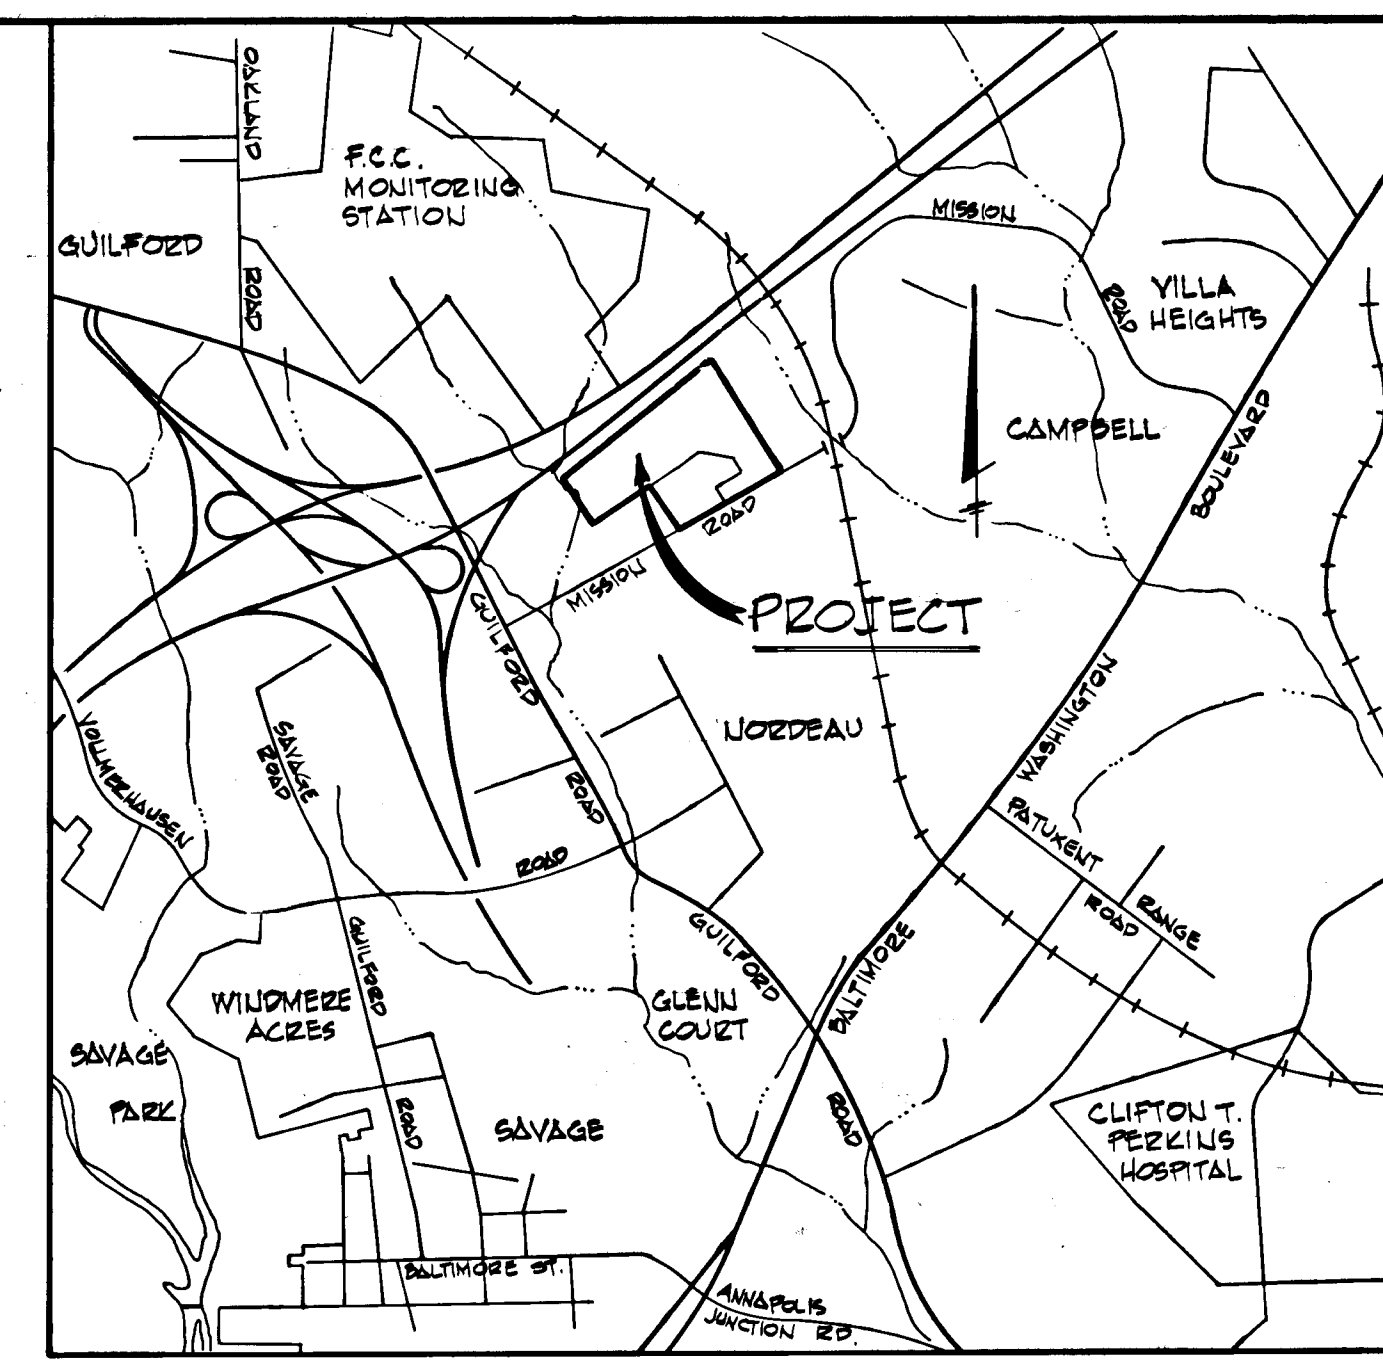 OAKLAND
ROAD
F.C.C.
MONITORING
STATION
GUILFORD
MISSION
ROAD
VILLA
HEIGHTS
CAMPBELL
BOULEVARD
ROAD
MISSION
PROJECT
GUILFORD
ROAD
NORDEAU
WASHINGTON
VOLLMERHAUSEN
ROAD
SAVAGE
ROAD
PATUXENT
RANGE
ROAD
GUILFORD
BALTIMORE
GUILFORD
ROAD
WINDMERE
ACRES
GLENN
COURT
SAVAGE
PARK
ROAD
SAVAGE
CLIFTON T.
PERKINS
HOSPITAL
BALTIMORE ST.
ANNAPOLIS
JUNCTION RD.